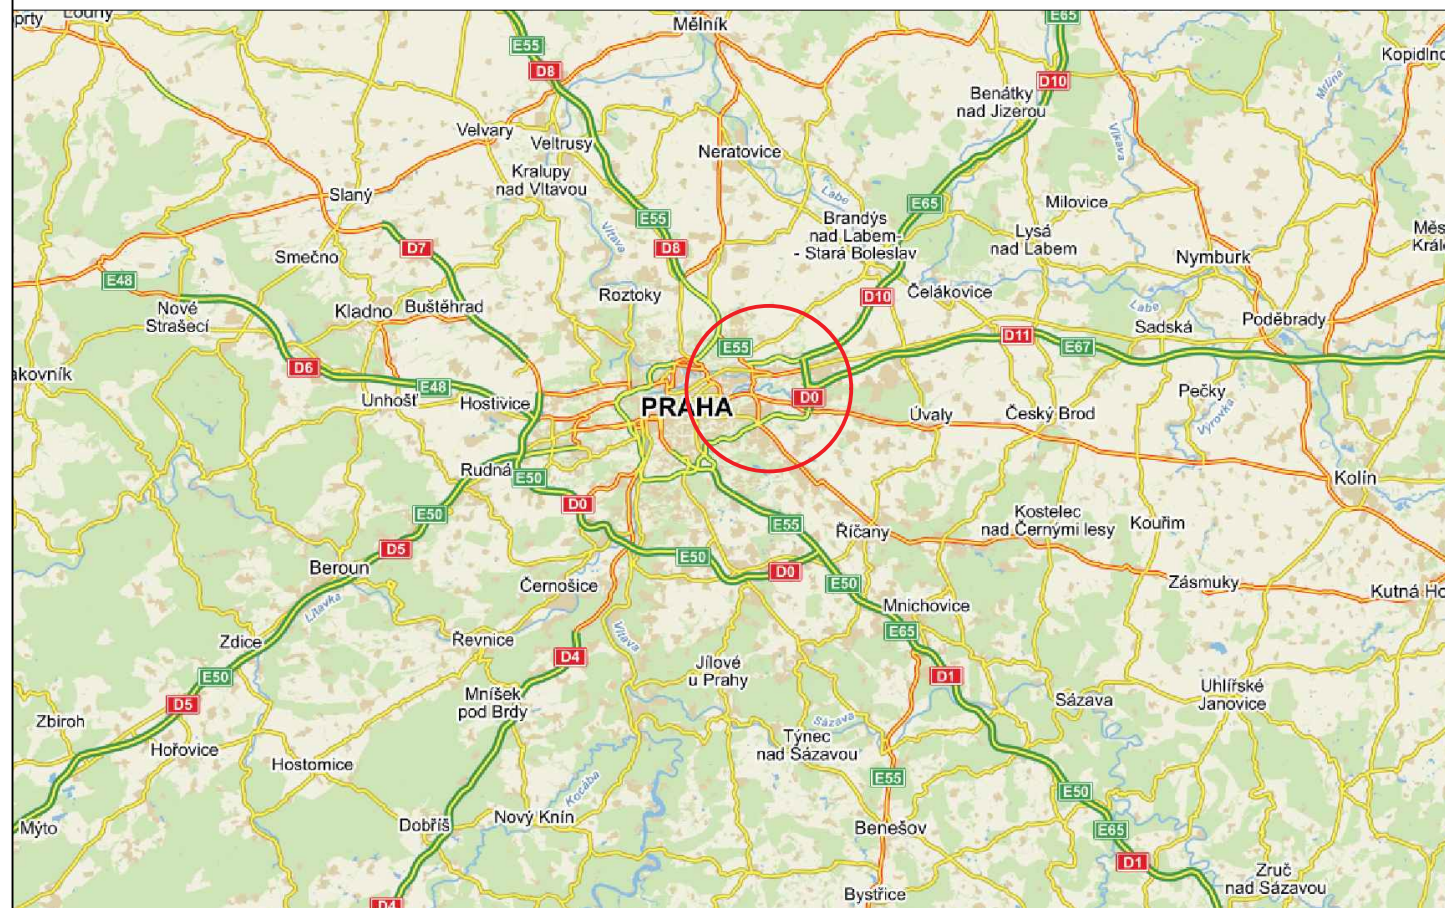 Louny
Mělník
E65
E55
D8
D10
Kopidlno
Benátky
nad Jizerou
Mrlina
Velvary
Veltrusy
Neratovice
Vlkava
Kralupy
nad Vltavou
Slaný
Labe
E65
Milovice
E55
Brandýs
nad Labem-
- Stará Boleslav
Lysá
nad Labem
Měs
Král
Vltava
D7
D8
Smečno
Nymburk
E48
Roztoky
D10
Čelákovice
Nové
Strašecí
Kladno
Buštěhrad
Labe
Sadská
Poděbrady
D11
E67
E55
D6
akovník
E48
Unhošť
Hostivice
PRAHA
D0
Úvaly
Český Brod
Pečky
Výrovka
Rudná
E50
Kolín
D0
E50
E55
Říčany
Kostelec
nad Černými lesy
Kouřim
D5
E50
D0
Beroun
Černošice
E50
Zásmuky
Kutná Ho
Litavka
Mnichovice
E65
Zdice
Řevnice
Vltava
D4
Jílové
u Prahy
E50
D1
D5
Mníšek
pod Brdy
Sázava
Uhlířské
Janovice
Zbiroh
Sázava
Týnec
nad Sázavou
Hořovice
Hostomice
E55
Kocába
E50
Mýto
Dobříš
Nový Knín
Benešov
E65
D1
Zruč
nad Sázavou
Bystřice
D4